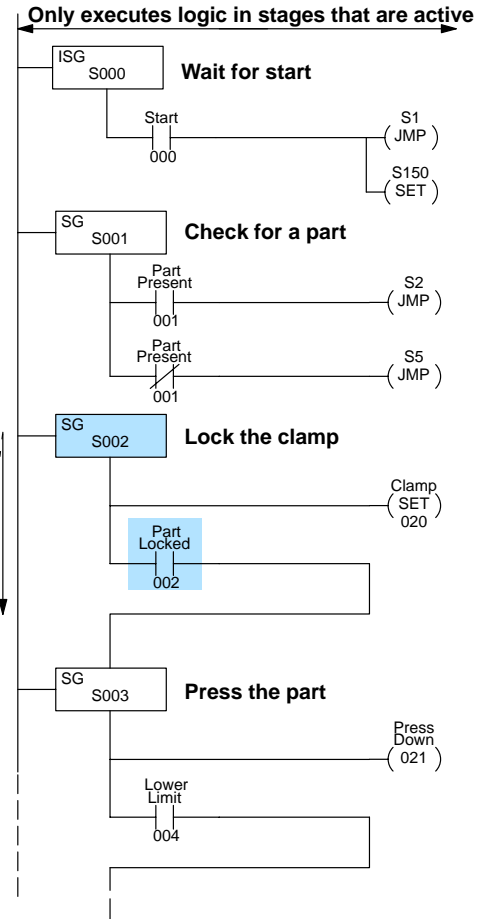 Only executes logic in stages that are active
ISG
S000
Wait for start
Start
000
S1
JMP
S150
SET
SG
S001
Check for a part
Part
Present
001
S2
JMP
Part
Present
001
S5
JMP
SG
S002
Lock the clamp
Clamp
SET
020
Part
Locked
002
SG
S003
Press the part
Press
Down
021
Lower
Limit
004